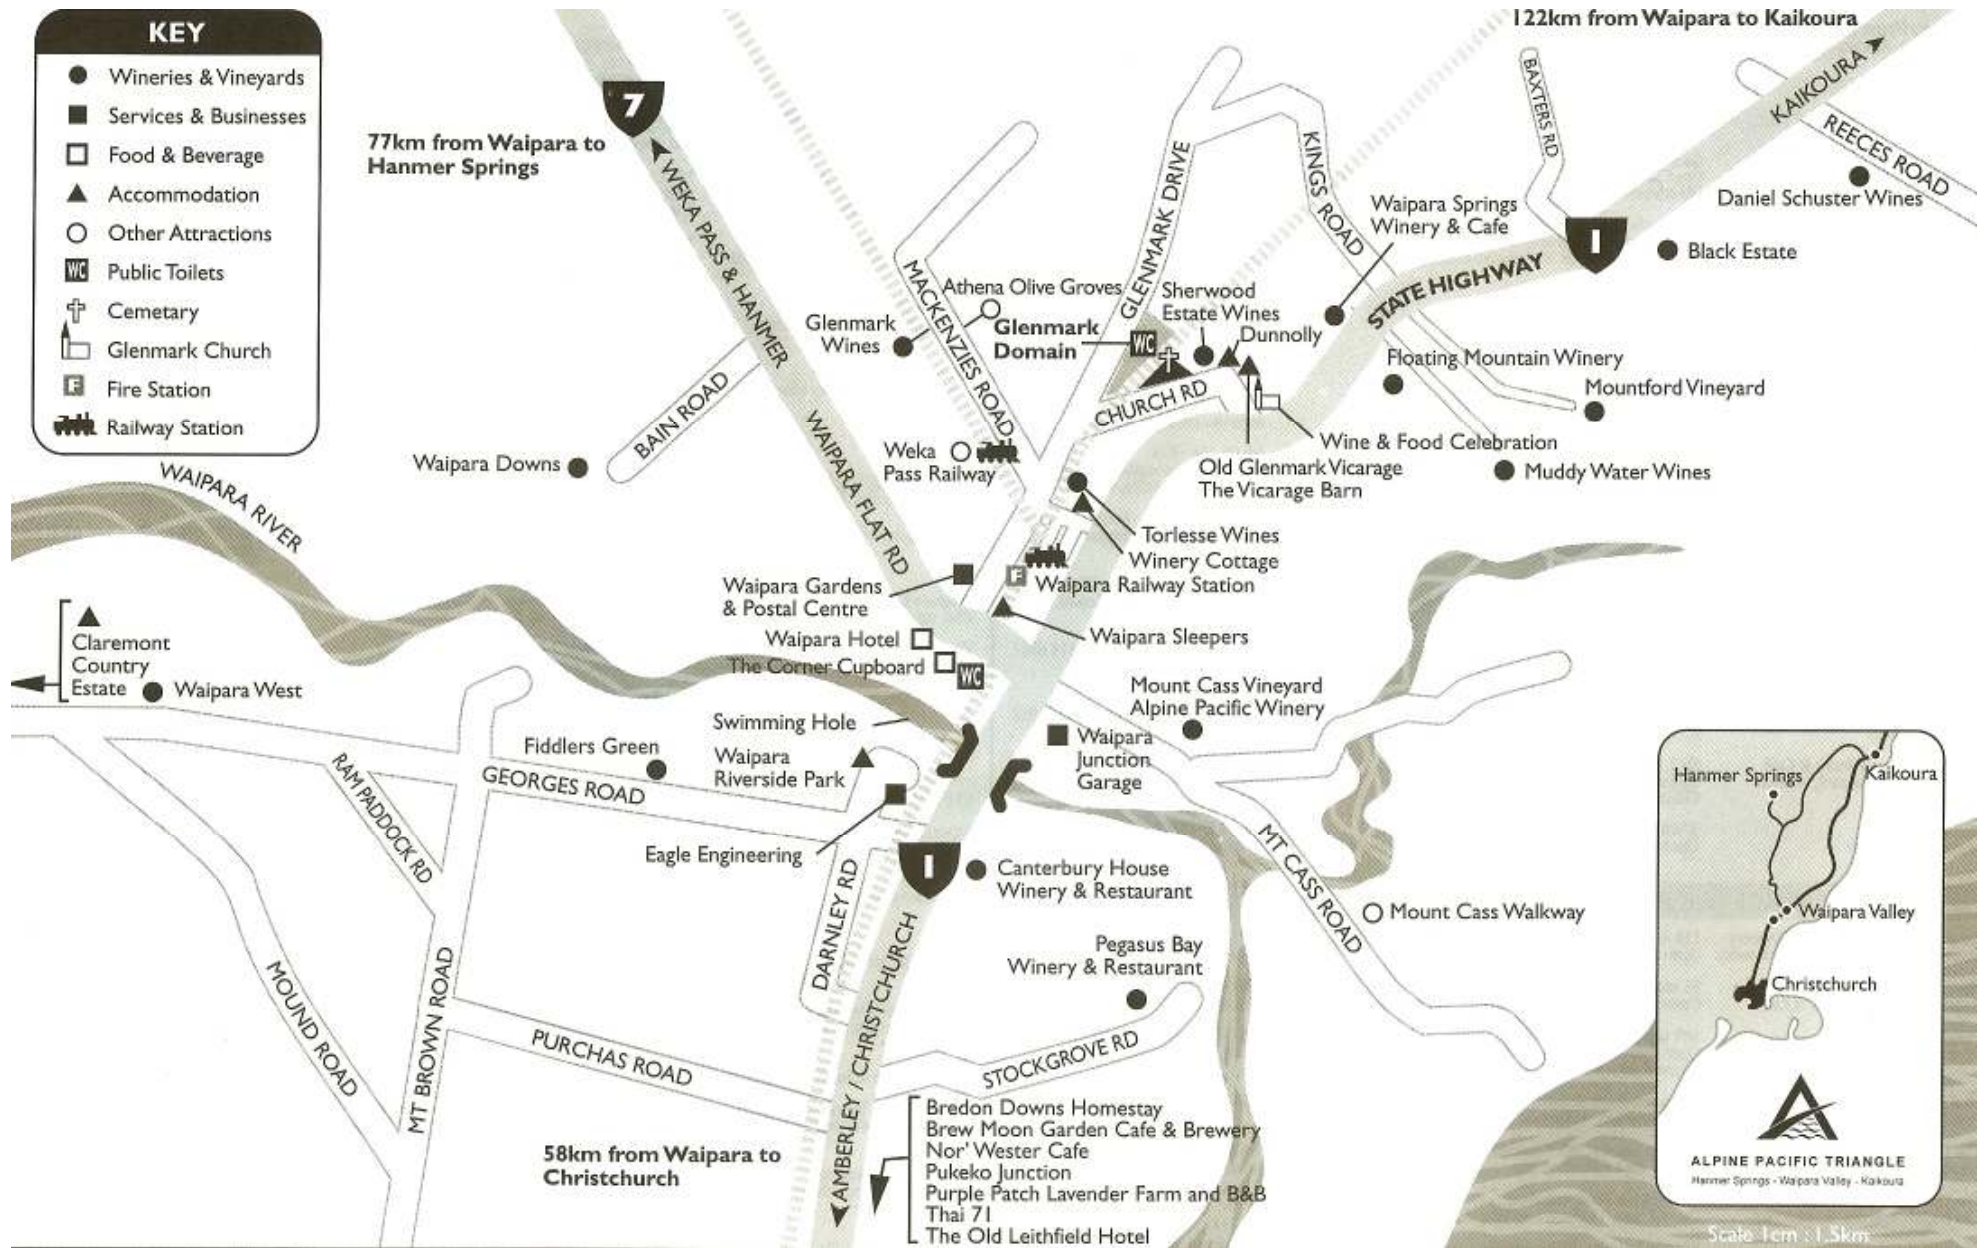 KEY
Wineries & Vineyards
Services & Businesses
Food & Beverage
Accommodation
Other Attractions
WC
Public Toilets
Cemetary
Glenmark Church
F
Fire Station
Railway Station
122km from Waipara to Kaikoura
KAIKOURA
BAXTERS RD
REECES ROAD
Daniel Schuster Wines
7
77km from Waipara to
Hanmer Springs
WEKA PASS & HANMER
GLENMARK DRIVE
KINGS ROAD
Waipara Springs
Winery & Cafe
1
Black Estate
STATE HIGHWAY
MACKENZIES ROAD
Athena Olive Groves
Glenmark
Wines
Glenmark
Domain
WC
Sherwood
Estate Wines
Dunnolly
Floating Mountain Winery
Mountford Vineyard
BAIN ROAD
CHURCH RD
Wine & Food Celebration
Waipara Downs
WAIPARA FLAT RD
Weka
Pass Railway
Old Glenmark Vicarage
The Vicarage Barn
Muddy Water Wines
WAIPARA RIVER
Torlesse Wines
Winery Cottage
F
Waipara Railway Station
Waipara Gardens
& Postal Centre
Waipara Hotel
Waipara Sleepers
The Corner Cupboard
WC
Claremont
Country
Estate
Waipara West
Mount Cass Vineyard
Alpine Pacific Winery
Swimming Hole
Fiddlers Green
Waipara
Riverside Park
Waipara
Junction
Garage
RAM PADDOCK RD
GEORGES ROAD
Eagle Engineering
1
Canterbury House
Winery & Restaurant
MT CASS ROAD
Mount Cass Walkway
DARNLEY RD
Pegasus Bay
Winery & Restaurant
MOUND ROAD
MT BROWN ROAD
PURCHAS ROAD
STOCKGROVE RD
AMBERLEY / CHRISTCHURCH
58km from Waipara to
Christchurch
Bredon Downs Homestay
Brew Moon Garden Cafe & Brewery
Nor' Wester Cafe
Pukeko Junction
Purple Patch Lavender Farm and B&B
Thai 71
The Old Leithfield Hotel
Hanmer Springs
Kaikoura
Waipara Valley
Christchurch
ALPINE PACIFIC TRIANGLE
Hanmer Springs - Waipara Valley - Kaikoura
Scale 1cm : 1.5km